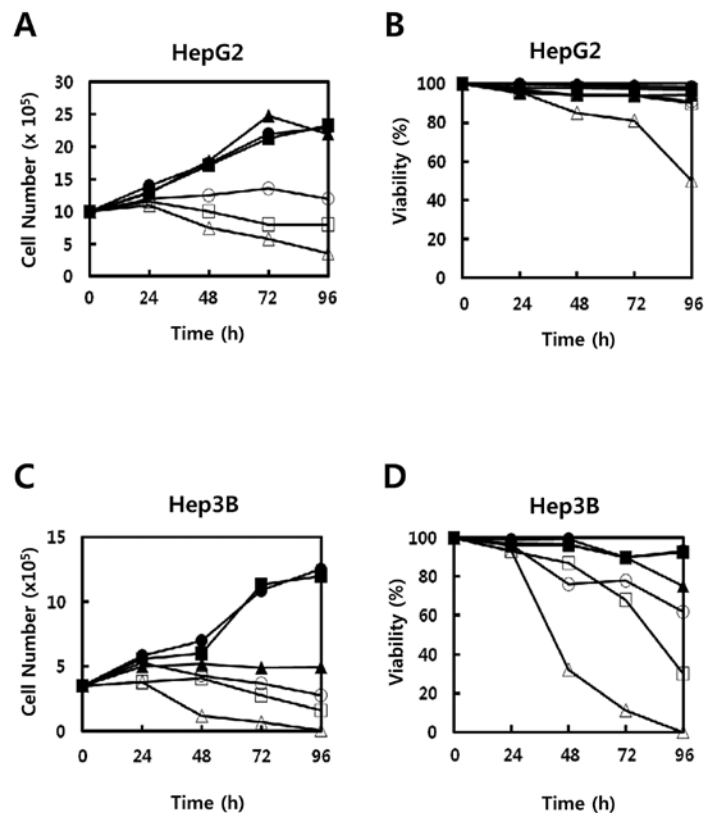 A
HepG2
Cell Number (x 10⁵)
30
25
20
15
10
5
0
0 24 48 72 96
Time (h)
B
HepG2
Viability (%)
100
80
60
40
20
0
0 24 48 72 96
Time (h)
C
Hep3B
Cell Number (x10⁵)
15
10
5
0
0 24 48 72 96
Time (h)
D
Hep3B
Viability (%)
100
80
60
40
20
0
0 24 48 72 96
Time (h)